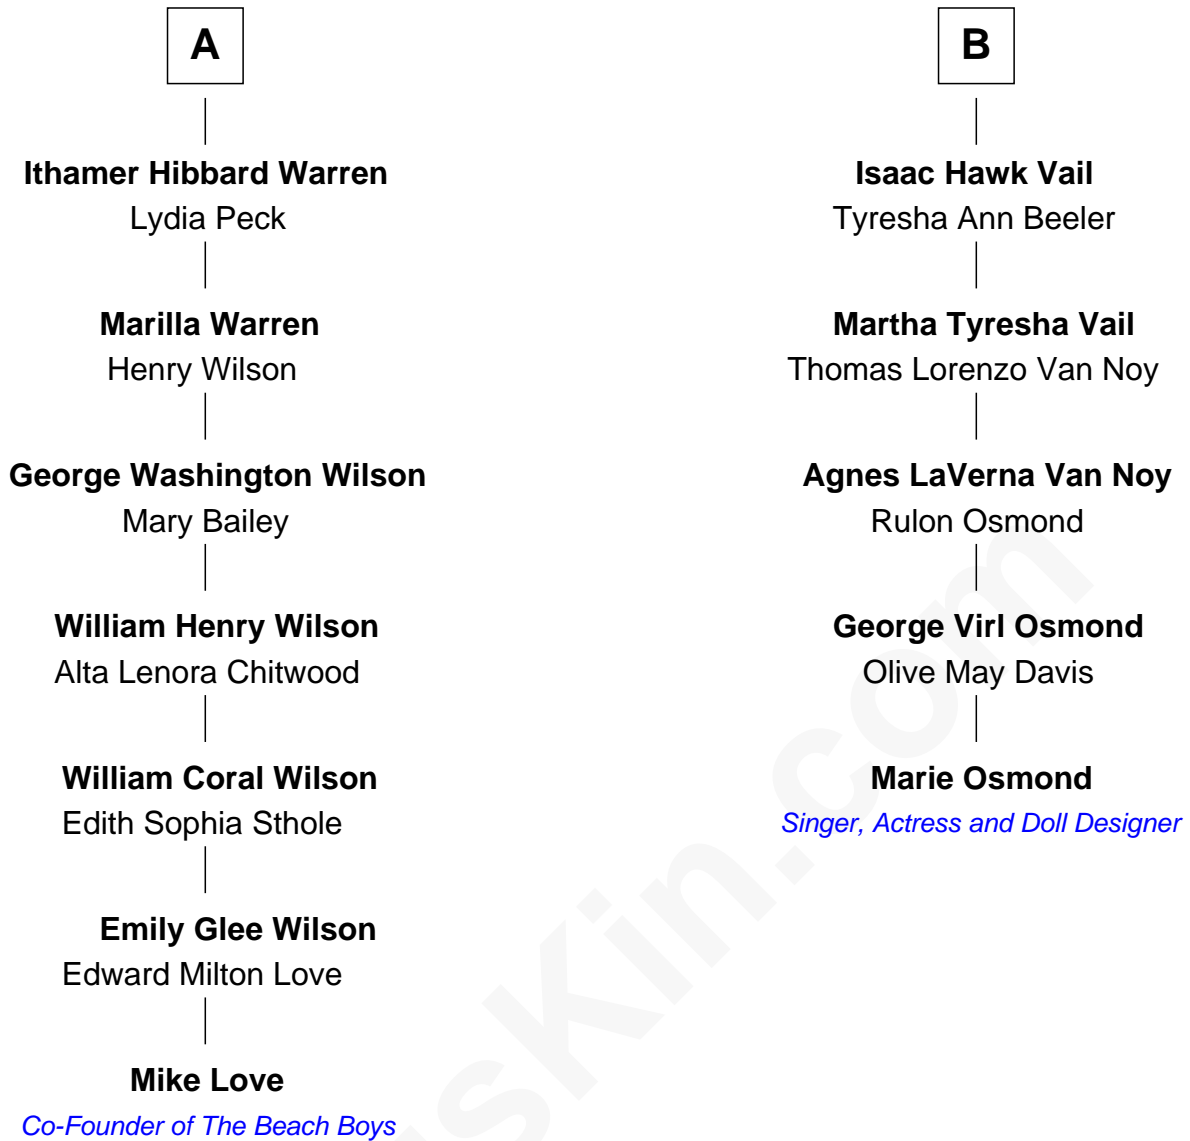 A
Ithamer Hibbard Warren
Lydia Peck
Marilla Warren
Henry Wilson
George Washington Wilson
Mary Bailey
William Henry Wilson
Alta Lenora Chitwood
William Coral Wilson
Edith Sophia Sthole
Emily Glee Wilson
Edward Milton Love
Mike Love
Co-Founder of The Beach Boys
B
Isaac Hawk Vail
Tyresha Ann Beeler
Martha Tyresha Vail
Thomas Lorenzo Van Noy
Agnes LaVerna Van Noy
Rulon Osmond
George Virl Osmond
Olive May Davis
Marie Osmond
Singer, Actress and Doll Designer
sKin.com